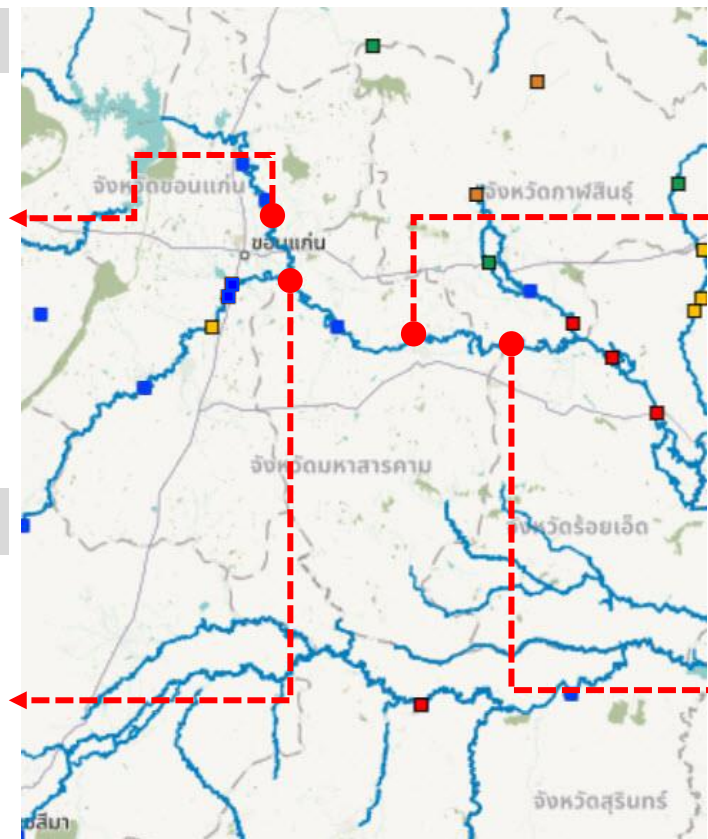 จังหวัดขอนแก่น
จังหวัดกาฬสินธุ์
ขอนแก่น
จังหวัดมหาสารคาม
จังหวัดร้อยเอ็ด
จังหวัดสุรินทร์